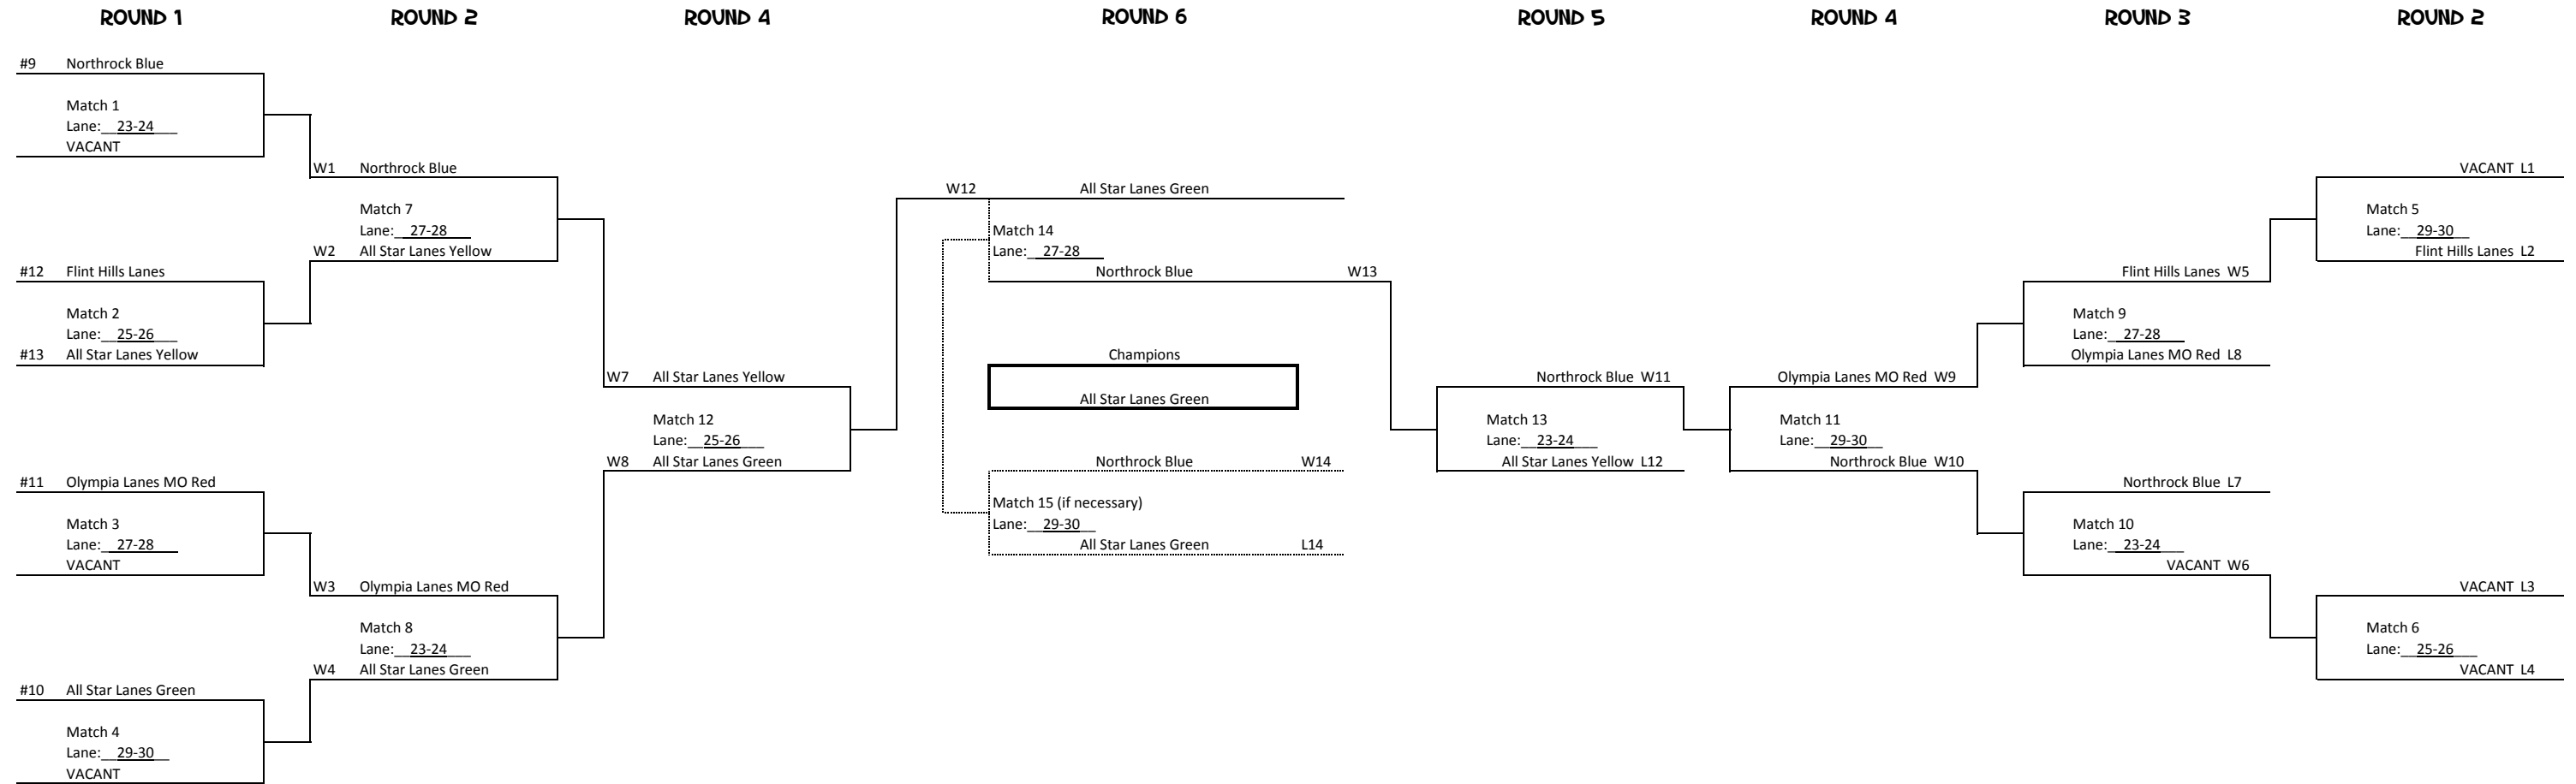 ROUND 1 ROUND 2 ROUND 4 ROUND 6 ROUND 5 ROUND 4 ROUND 3 ROUND 2
#9 Northrock Blue
Match 1
Lane: 23-24
VACANT
#12 Flint Hills Lanes
Match 2
Lane: 25-26
#13 All Star Lanes Yellow
#11 Olympia Lanes MO Red
Match 3
Lane: 27-28
VACANT
#10 All Star Lanes Green
Match 4
Lane: 29-30
VACANT
W1 Northrock Blue
Match 7
Lane: 27-28
W2 All Star Lanes Yellow
W3 Olympia Lanes MO Red
Match 8
Lane: 23-24
W4 All Star Lanes Green
W7 All Star Lanes Yellow
Match 12
Lane: 25-26
W8 All Star Lanes Green
W12 All Star Lanes Green
Match 14
Lane: 27-28
Northrock Blue W13
Champions
All Star Lanes Green
Northrock Blue W14
Match 15 (if necessary)
Lane: 29-30
All Star Lanes Green L14
Northrock Blue W11
Match 13
Lane: 23-24
All Star Lanes Yellow L12
Olympia Lanes MO Red W9
Match 11
Lane: 29-30
Northrock Blue W10
Flint Hills Lanes W5
Match 9
Lane: 27-28
Olympia Lanes MO Red L8
Northrock Blue L7
Match 10
Lane: 23-24
VACANT W6
VACANT L1
Match 5
Lane: 29-30
Flint Hills Lanes L2
VACANT L3
Match 6
Lane: 25-26
VACANT L4